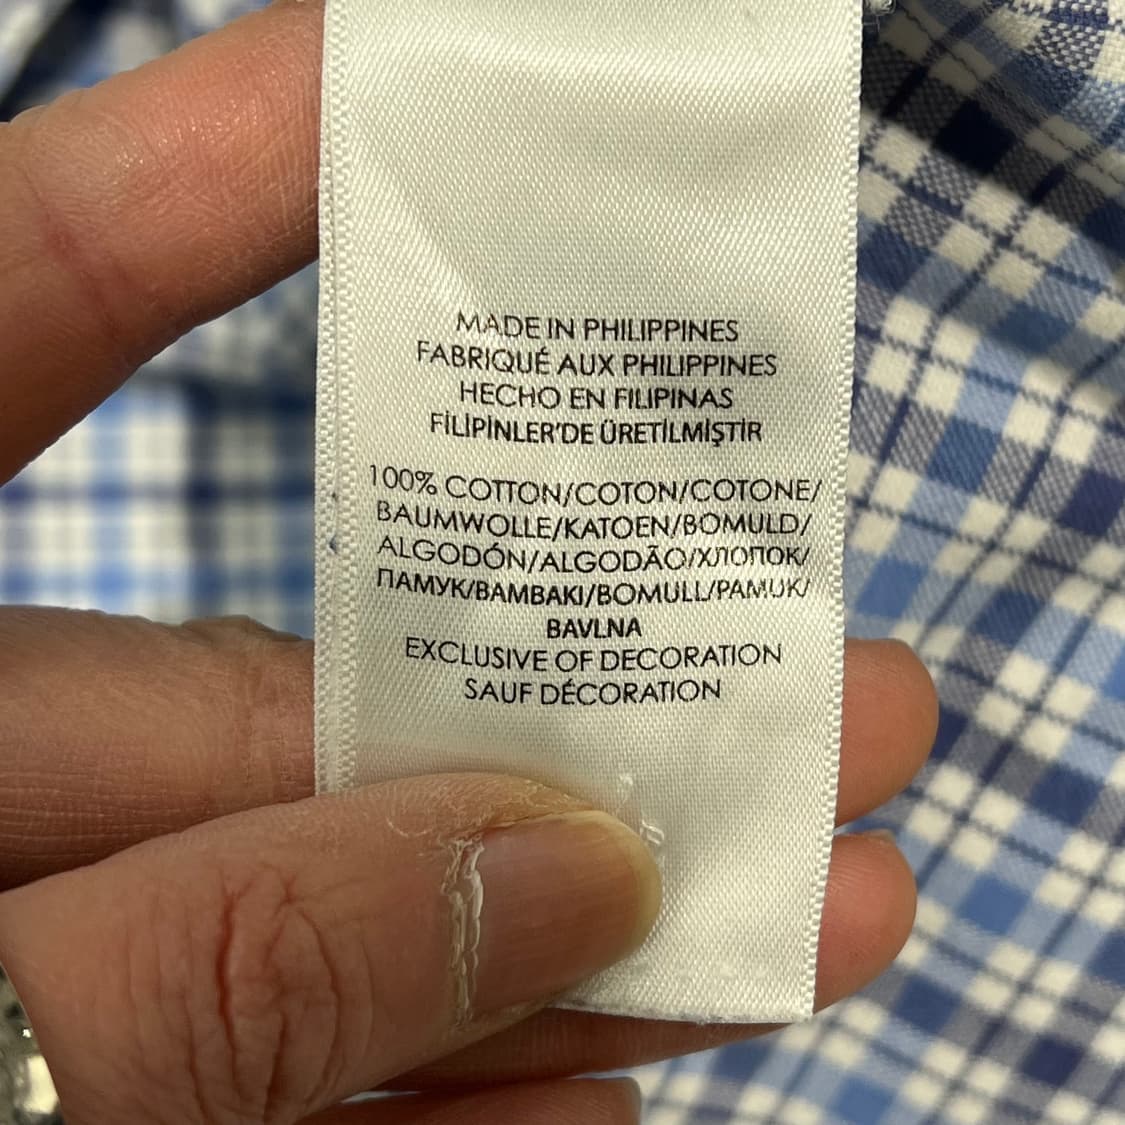 MADE IN PHILIPPINES
FABRIQUÉ AUX PHILIPPINES
HECHO EN FILIPINAS
FİLİPİNLER'DE ÜRETİLMİŞTİR
100% COTTON/COTON/COTONE/
BAUMWOLLE/KATOEN/BOMULD/
ALGODÓN/ALGODÃO/ХЛОПОК/
ПАМУК/BAMBAKI/BOMULL/PAMUK/
BAVLNA
EXCLUSIVE OF DECORATION
SAUF DÉCORATION